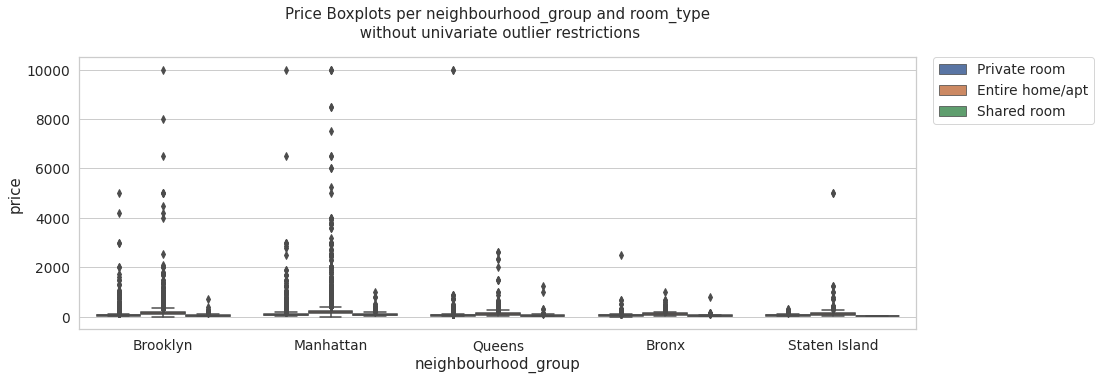 Price Boxplots per neighbourhood_group and room_type
without univariate outlier restrictions
10000
8000
6000
4000
2000
0
price
Brooklyn
Manhattan
Queens
Bronx
Staten Island
neighbourhood_group
Private room
Entire home/apt
Shared room